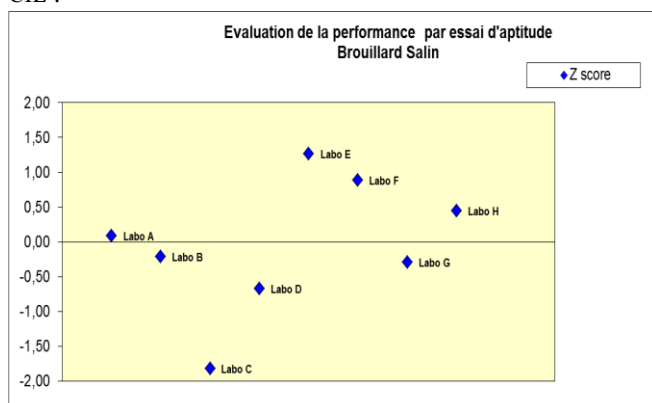 Evaluation de la performance par essai d'aptitude
Brouillard Salin
Z score
2,00
1,50
1,00
0,50
0,00
-0,50
-1,00
-1,50
-2,00
Labo A
Labo B
Labo C
Labo D
Labo E
Labo F
Labo G
Labo H